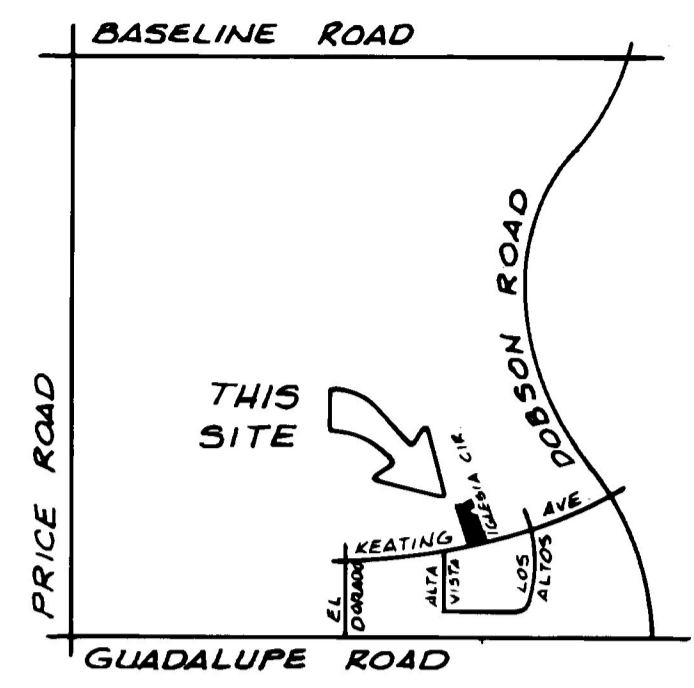 BASELINE ROAD
DOBSON ROAD
PRICE ROAD
THIS
SITE
IGLESIA CIR.
KEATING AVE.
EL
DORADO
ALTA
VISTA
LOS
ALTOS
GUADALUPE ROAD